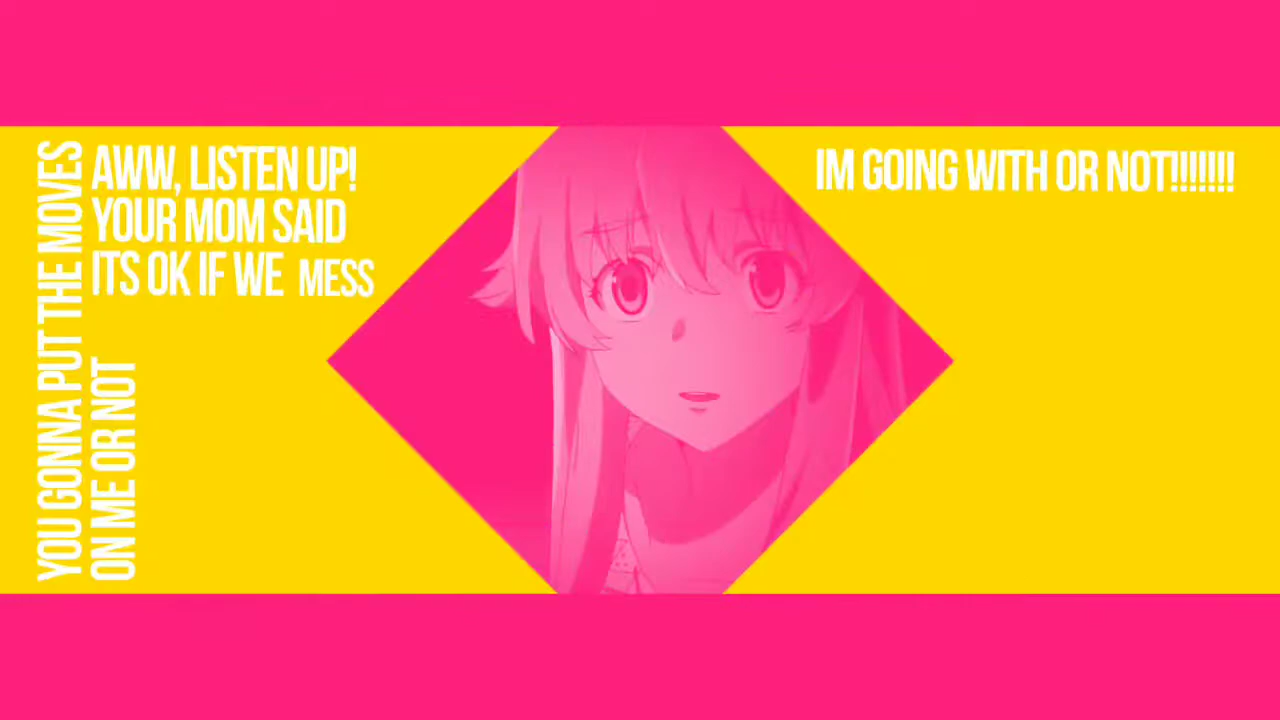 YOU GONNA PUT THE MOVES
ON ME OR NOT
AWW, LISTEN UP!
YOUR MOM SAID
ITS OK IF WE MESS
IM GOING WITH OR NOT!!!!!!!